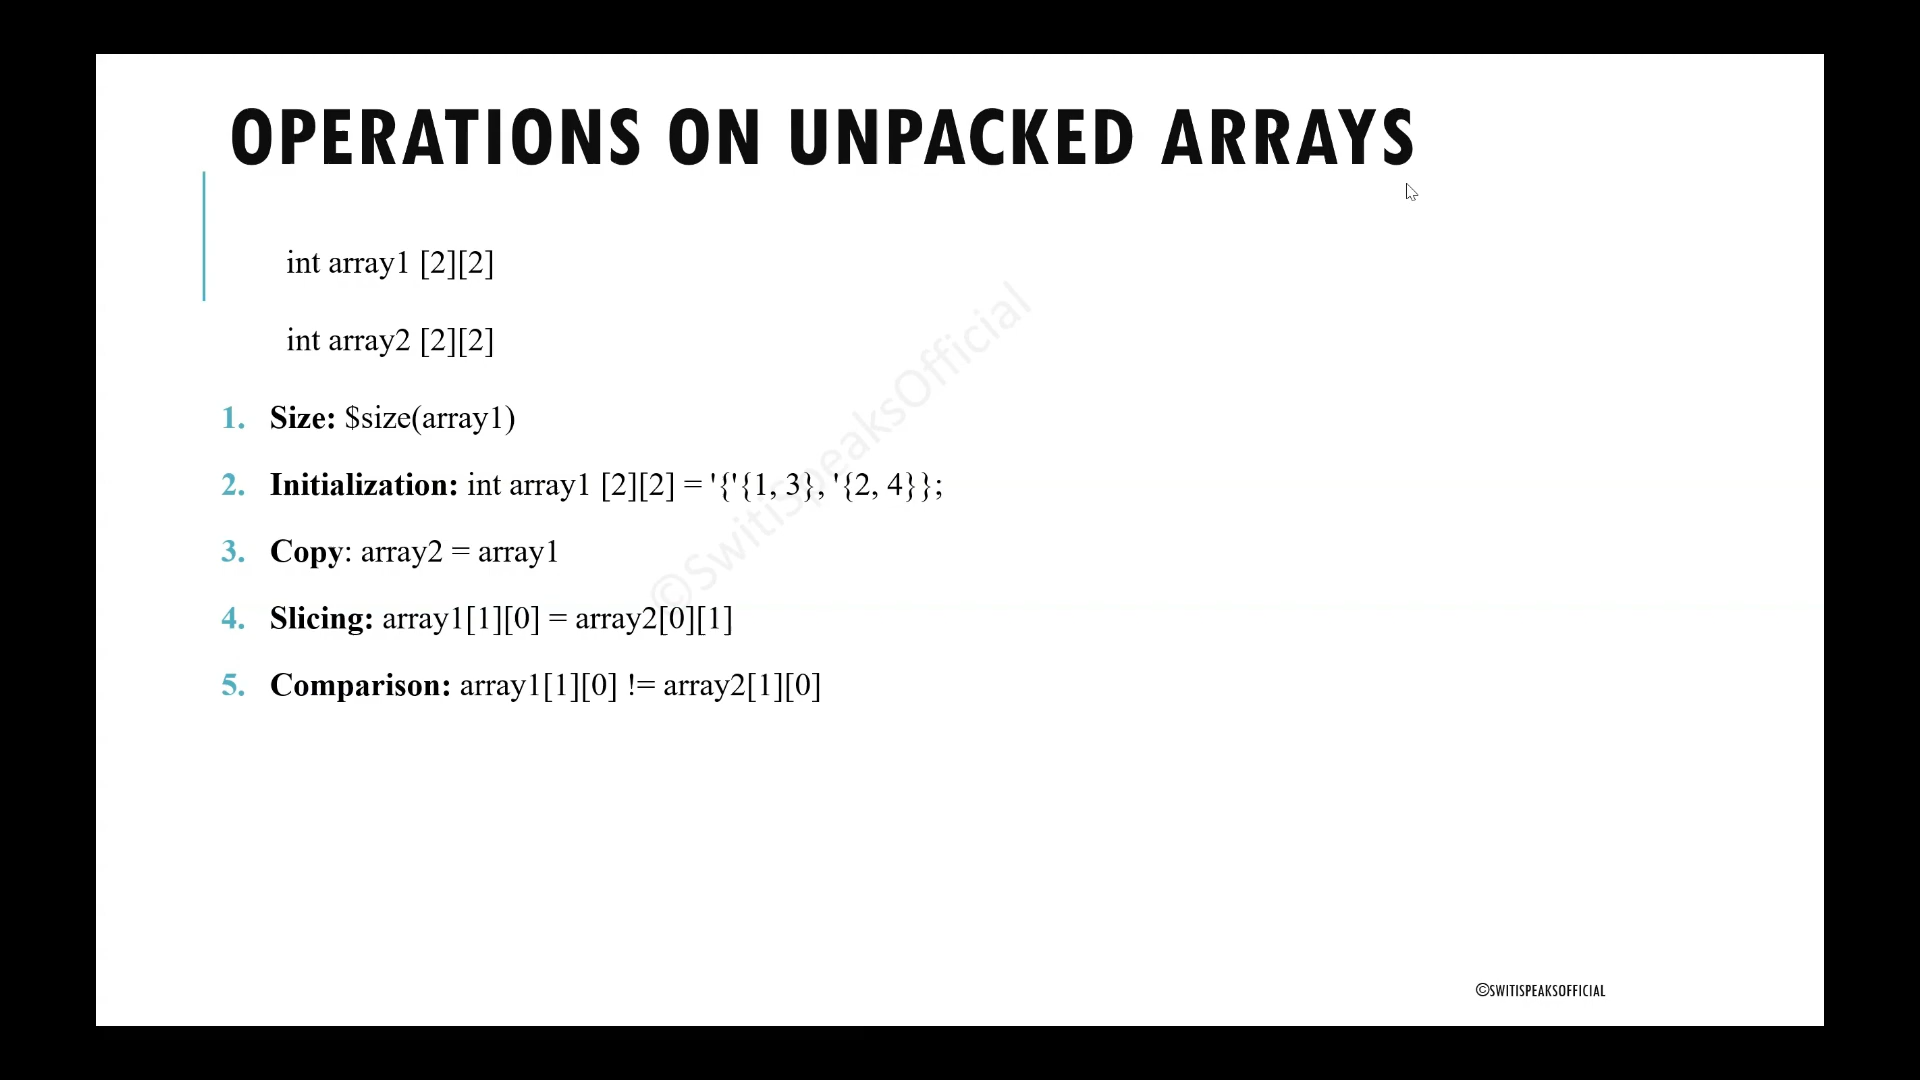 OPERATIONS ON UNPACKED ARRAYS
int array1 [2][2]
int array2 [2][2]
1. Size: $size(array1)
2. Initialization: int array1 [2][2] = '{'{1, 3}, '{2, 4}};
3. Copy: array2 = array1
4. Slicing: array1[1][0] = array2[0][1]
5. Comparison: array1[1][0] != array2[1][0]
©SwitiSpeaksOfficial
©SWITISPEAKSOFFICIAL